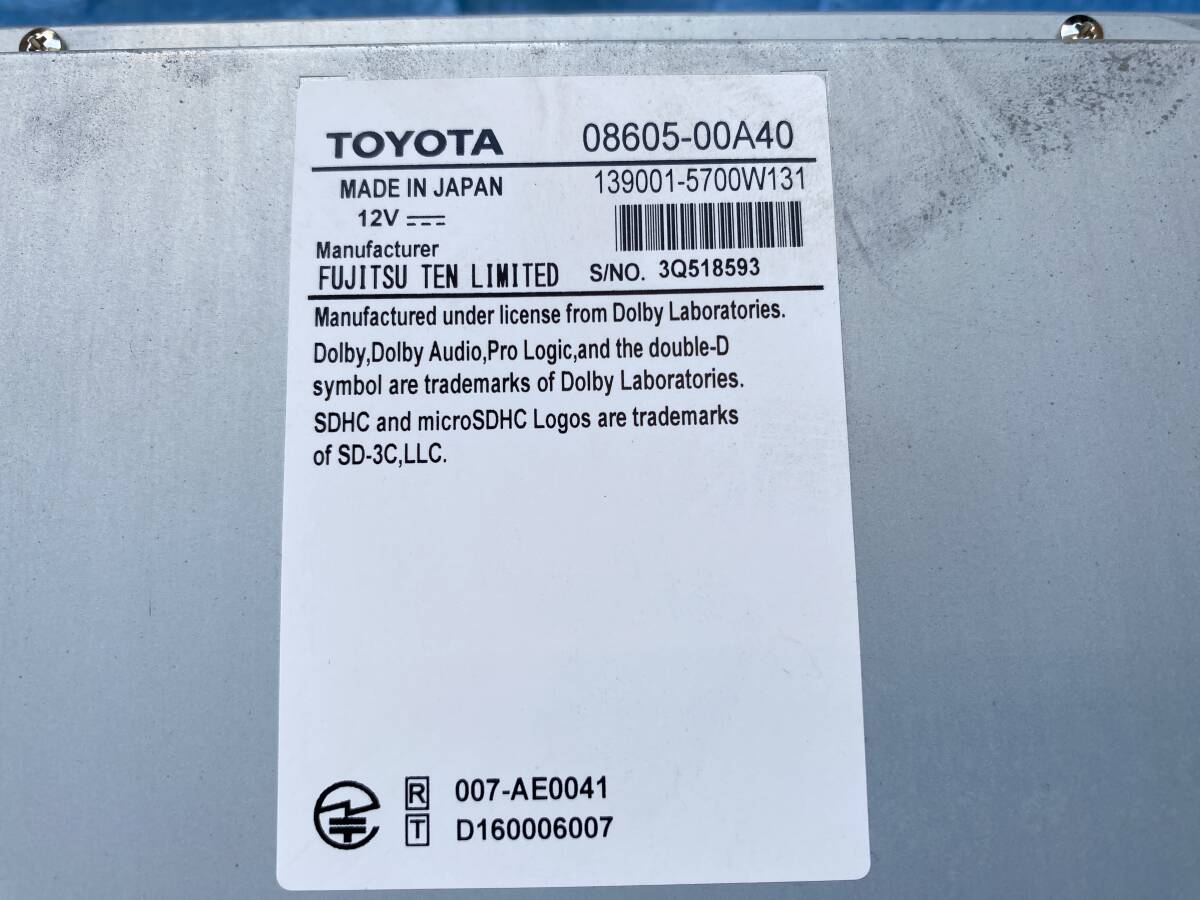 TOYOTA 08605-00A40
MADE IN JAPAN 139001-5700W131
12V
Manufacturer
FUJITSU TEN LIMITED S/NO. 3Q518593
Manufactured under license from Dolby Laboratories.
Dolby,Dolby Audio,Pro Logic,and the double-D
symbol are trademarks of Dolby Laboratories.
SDHC and microSDHC Logos are trademarks
of SD-3C,LLC.
R 007-AE0041
T D160006007